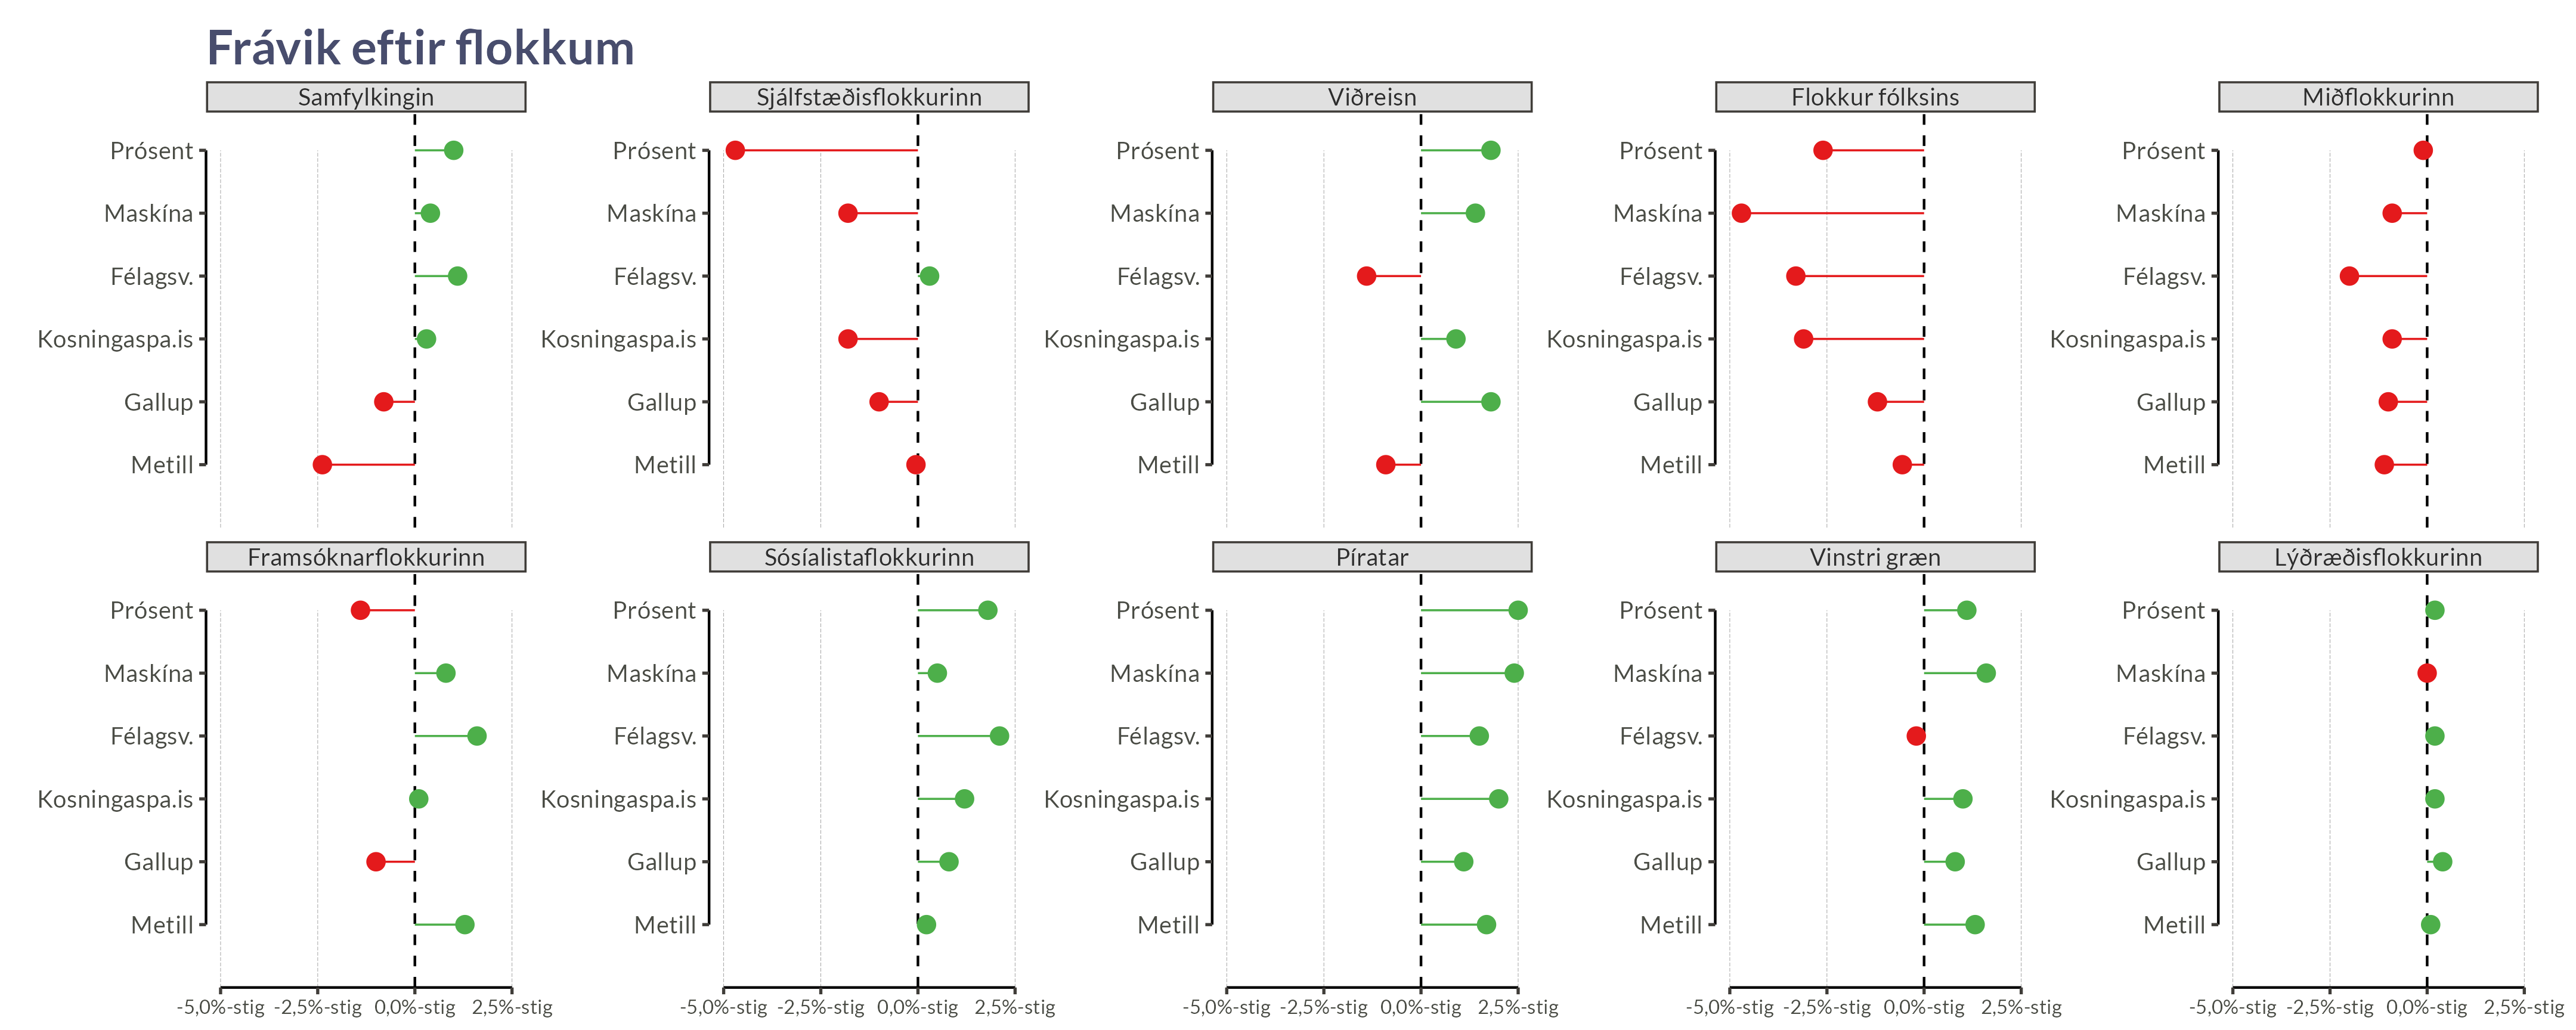 Frávik eftir flokkum
Samfylkingin
Prósent
Maskína
Félagsv.
Kosningaspa.is
Gallup
Metill
Sjálfstæðisflokkurinn
Prósent
Maskína
Félagsv.
Kosningaspa.is
Gallup
Metill
Viðreisn
Prósent
Maskína
Félagsv.
Kosningaspa.is
Gallup
Metill
Flokkur fólksins
Prósent
Maskína
Félagsv.
Kosningaspa.is
Gallup
Metill
Miðflokkurinn
Prósent
Maskína
Félagsv.
Kosningaspa.is
Gallup
Metill
Framsóknarflokkurinn
Prósent
Maskína
Félagsv.
Kosningaspa.is
Gallup
Metill
-5,0%-stig -2,5%-stig 0,0%-stig 2,5%-stig
Sósíalistaflokkurinn
Prósent
Maskína
Félagsv.
Kosningaspa.is
Gallup
Metill
-5,0%-stig -2,5%-stig 0,0%-stig 2,5%-stig
Píratar
Prósent
Maskína
Félagsv.
Kosningaspa.is
Gallup
Metill
-5,0%-stig -2,5%-stig 0,0%-stig 2,5%-stig
Vinstri græn
Prósent
Maskína
Félagsv.
Kosningaspa.is
Gallup
Metill
-5,0%-stig -2,5%-stig 0,0%-stig 2,5%-stig
Lýðræðisflokkurinn
Prósent
Maskína
Félagsv.
Kosningaspa.is
Gallup
Metill
-5,0%-stig -2,5%-stig 0,0%-stig 2,5%-stig